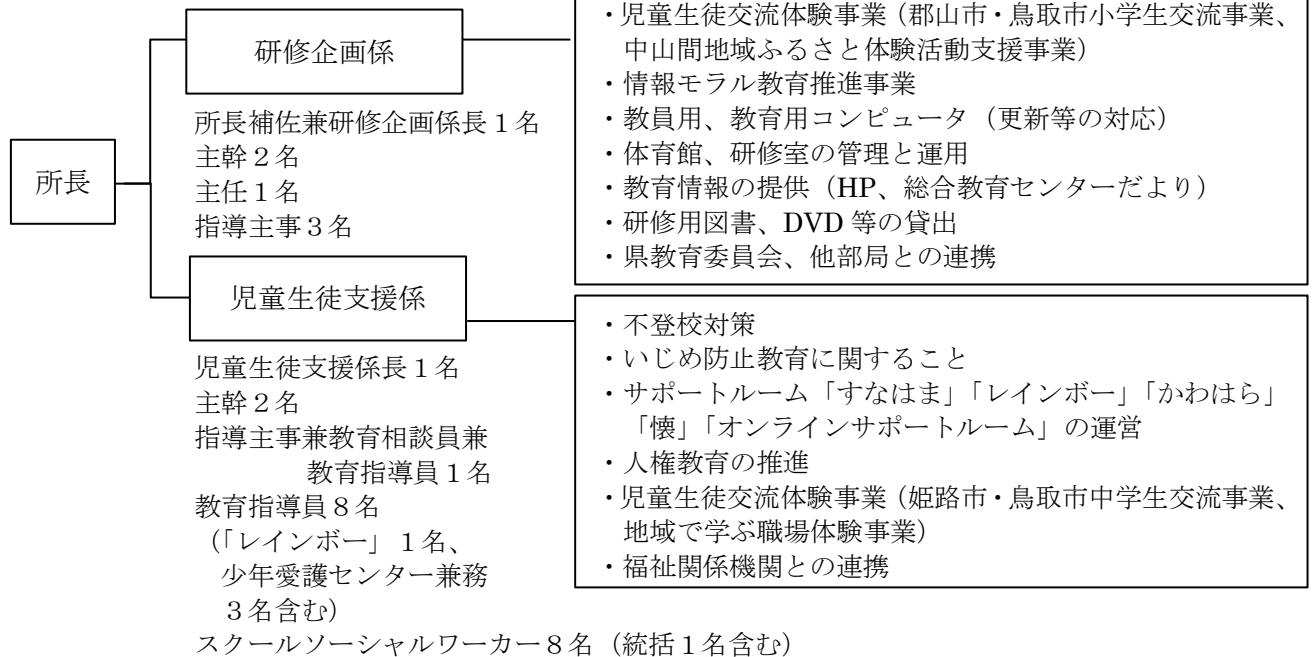 所長
研修企画係
所長補佐兼研修企画係長１名
主幹２名
主任１名
指導主事３名
・児童生徒交流体験事業（郡山市・鳥取市小学生交流事業、
中山間地域ふるさと体験活動支援事業）
・情報モラル教育推進事業
・教員用、教育用コンピュータ（更新等の対応）
・体育館、研修室の管理と運用
・教育情報の提供（HP、総合教育センターだより）
・研修用図書、DVD 等の貸出
・県教育委員会、他部局との連携
児童生徒支援係
児童生徒支援係長１名
主幹２名
指導主事兼教育相談員兼
教育指導員１名
教育指導員８名
（「レインボー」１名、
少年愛護センター兼務
３名含む）
スクールソーシャルワーカー８名（統括１名含む）
・不登校対策
・いじめ防止教育に関すること
・サポートルーム「すなはま」「レインボー」「かわはら」
「懐」「オンラインサポートルーム」の運営
・人権教育の推進
・児童生徒交流体験事業（姫路市・鳥取市中学生交流事業、
地域で学ぶ職場体験事業）
・福祉関係機関との連携